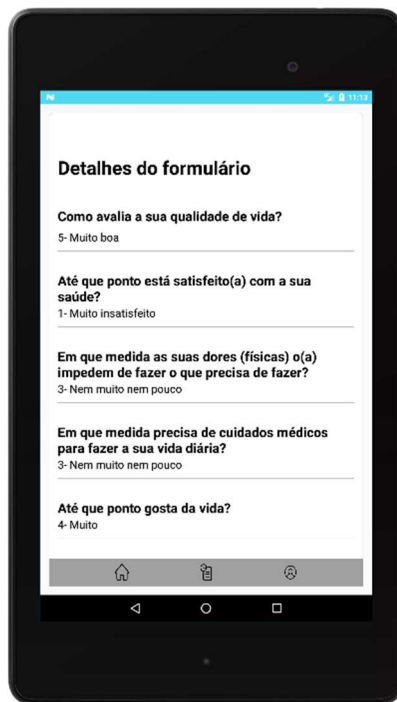 11:13
Detalhes do formulário
Como avalia a sua qualidade de vida?
5- Muito boa
Até que ponto está satisfeito(a) com a sua
saúde?
1- Muito insatisfeito
Em que medida as suas dores (físicas) o(a)
impedem de fazer o que precisa de fazer?
3- Nem muito nem pouco
Em que medida precisa de cuidados médicos
para fazer a sua vida diária?
3- Nem muito nem pouco
Até que ponto gosta da vida?
4- Muito